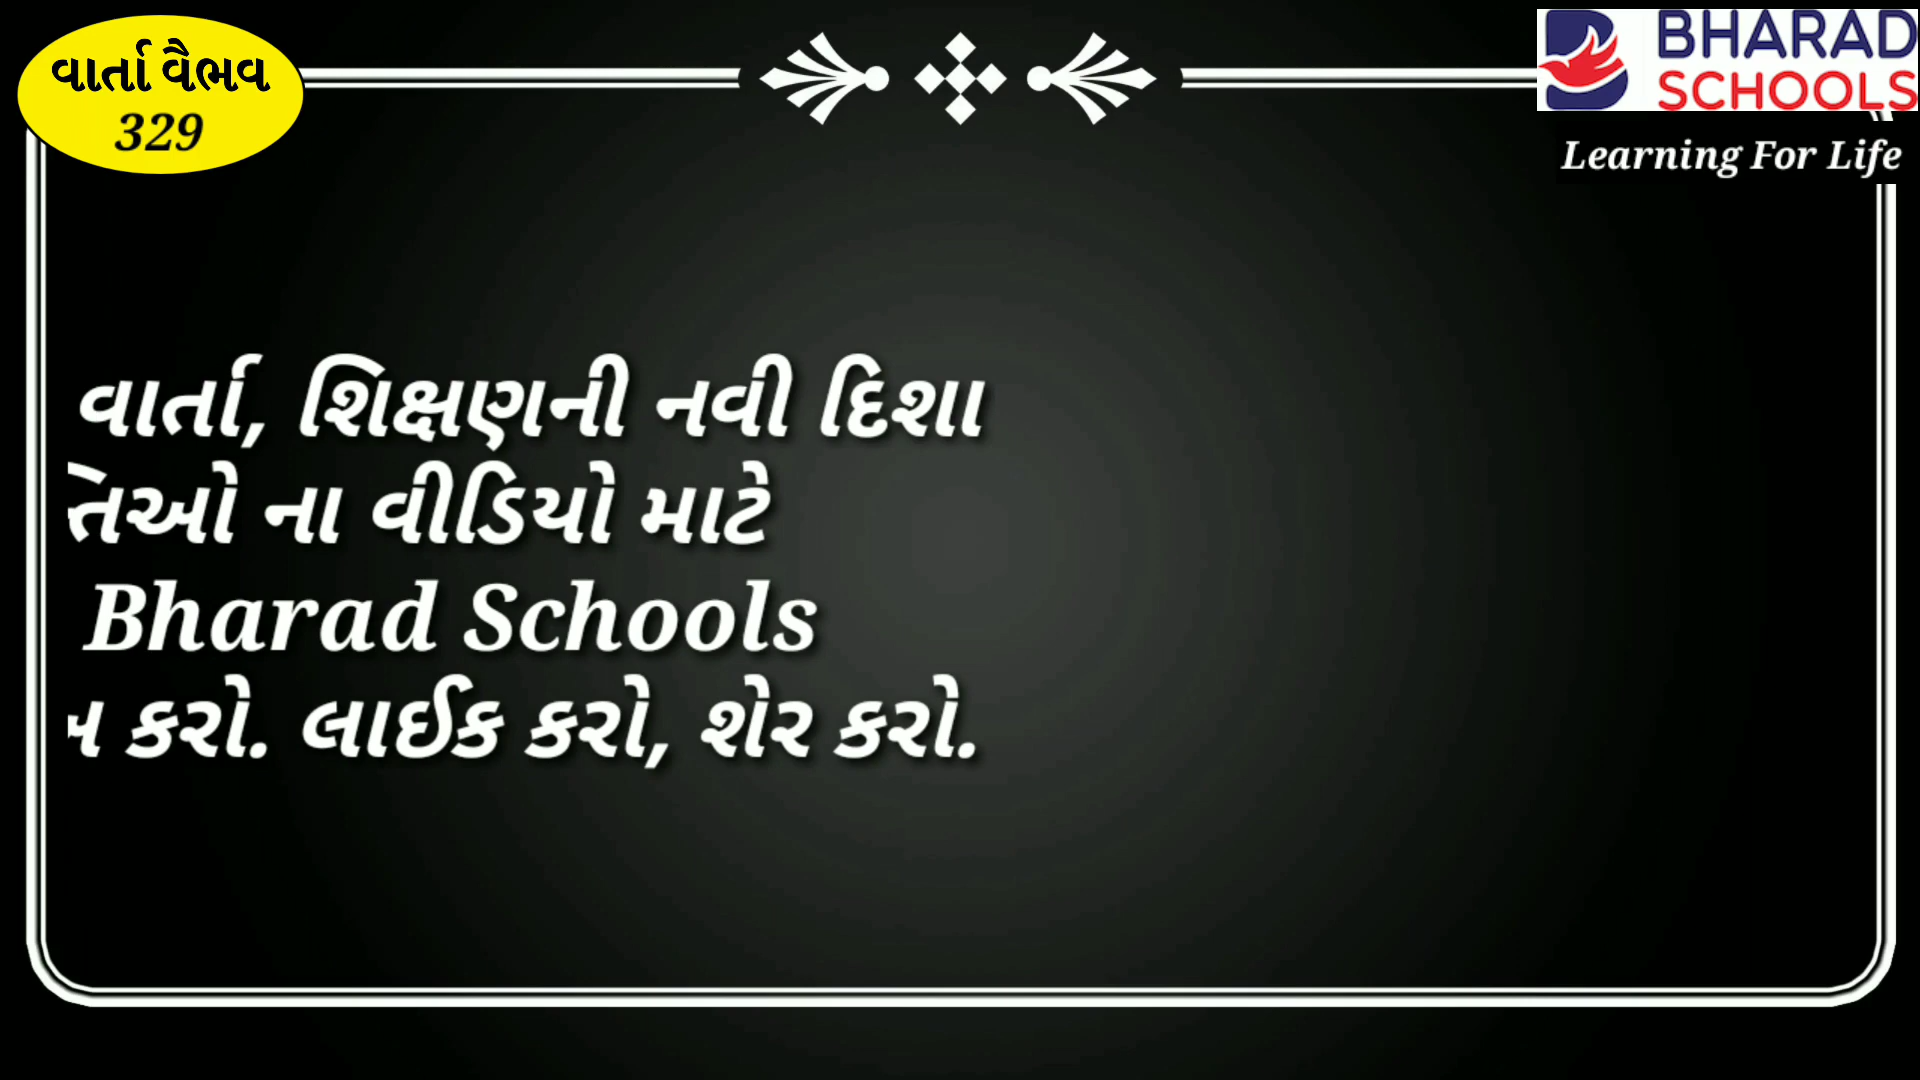 વાર્તા વૈભવ
329
BHARAD
SCHOOLS
Learning For Life
વાર્તા, શિક્ષણની નવી દિશા
ઓ ના વીડિયો માટે
Bharad Schools
કરો. લાઈક કરો, શેર કરો.